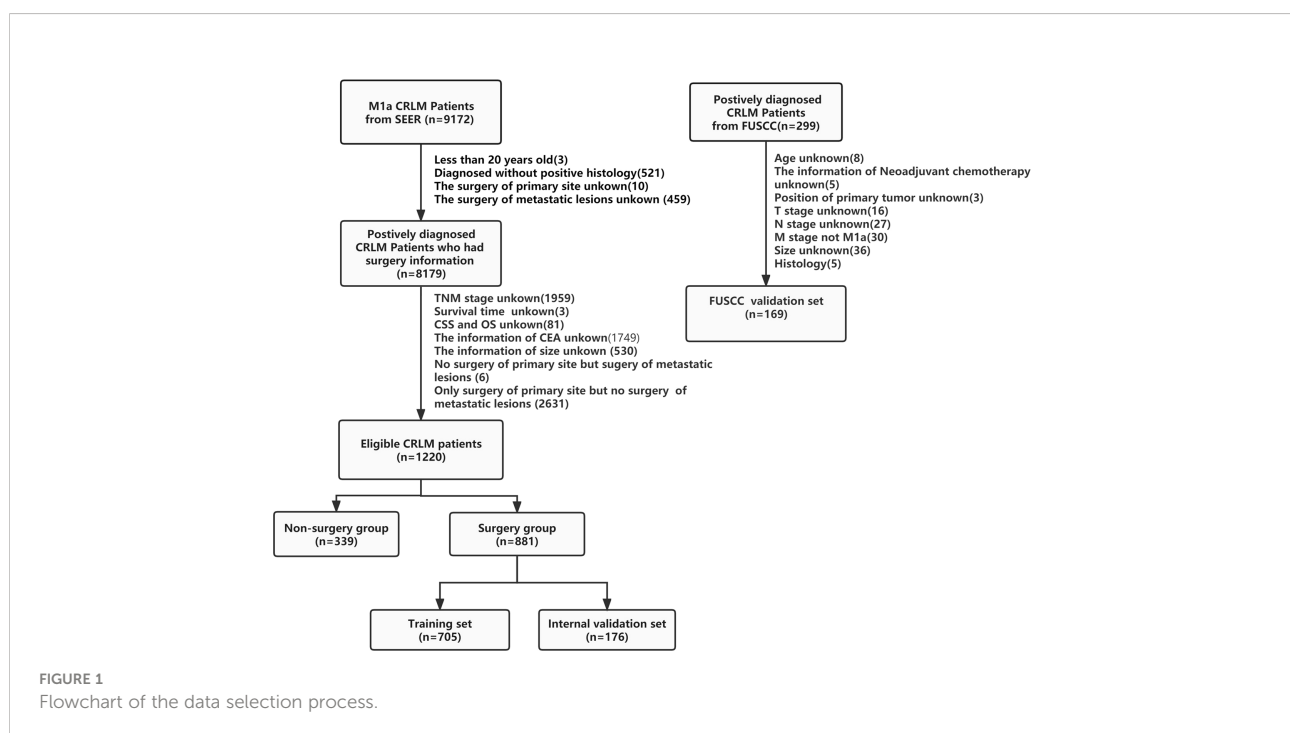 M1a CRLM Patients
from SEER (n=9172)
Less than 20 years old(3)
Diagnosed without positive histology(521)
The surgery of primary site unkown(10)
The surgery of metastatic lesions unkown (459)
Postively diagnosed
CRLM Patients who had
surgery information
(n=8179)
TNM stage unkown(1959)
Survival time unkown(3)
CSS and OS unkown(81)
The information of CEA unkown(1749)
The information of size unkown (530)
No surgery of primary site but sugery of metastatic
lesions (6)
Only surgery of primary site but no surgery of
metastatic lesions (2631)
Eligible CRLM patients
(n=1220)
Non-surgery group
(n=339)
Surgery group
(n=881)
Training set
(n=705)
Internal validation set
(n=176)
Postively diagnosed
CRLM Patients
from FUSCC(n=299)
Age unknown(8)
The information of Neoadjuvant chemotherapy
unknown(5)
Position of primary tumor unknown(3)
T stage unknown(16)
N stage unknown(27)
M stage not M1a(30)
Size unknown(36)
Histology(5)
FUSCC validation set
(n=169)
FIGURE 1
Flowchart of the data selection process.